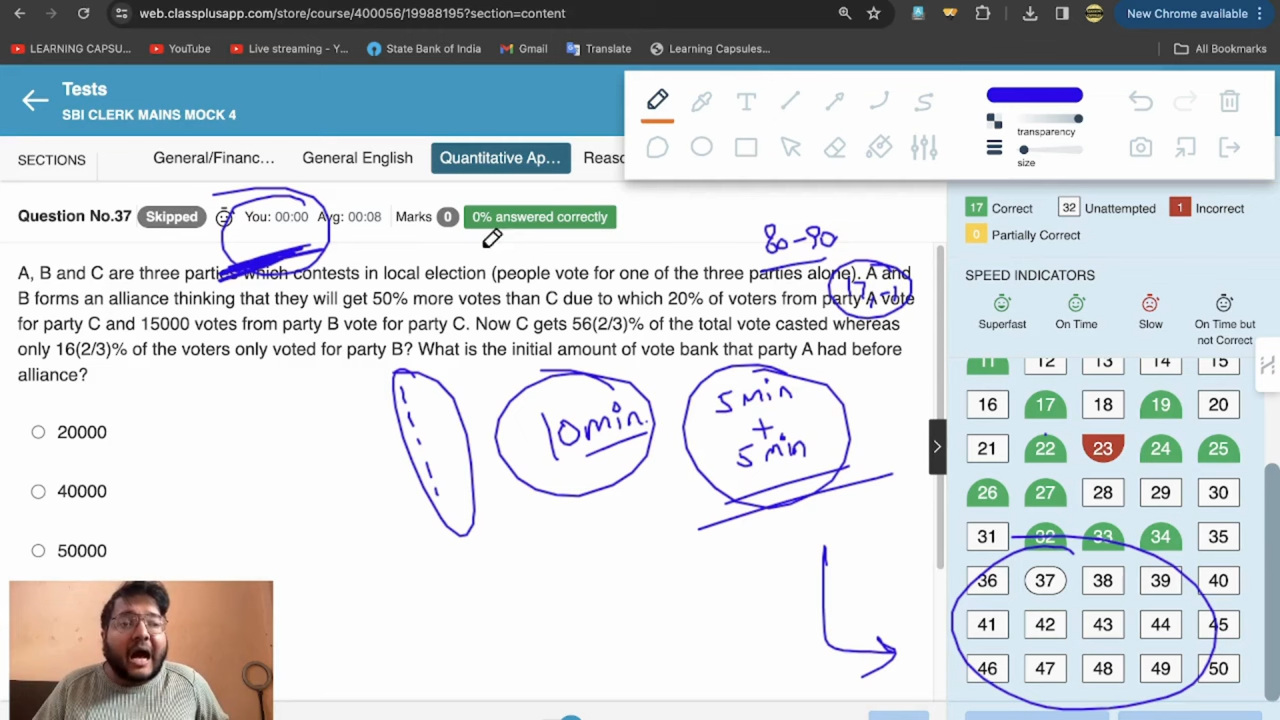 web.classplusapp.com/store/course/400056/19988195?section=content
New Chrome available
LEARNING CAPSU...
YouTube
Live streaming - Y...
State Bank of India
Gmail
Translate
Learning Capsules...
All Bookmarks
Tests
SBI CLERK MAINS MOCK 4
T
transparency
size
SECTIONS
General/Financ...
General English
Quantitative Ap...
Reaso
Question No.37
Skipped
You: 00:00
Avg: 00:08
Marks 0
0% answered correctly
80-90
A, B and C are three parties which contests in local election (people vote for one of the three parties alone). A and
B forms an alliance thinking that they will get 50% more votes than C due to which 20% of voters from party A vote
for party C and 15000 votes from party B vote for party C. Now C gets 56(2/3)% of the total vote casted whereas
only 16(2/3)% of the voters only voted for party B? What is the initial amount of vote bank that party A had before
alliance?
20000
40000
50000
10 min.
5 min
+
5 min
17 Correct
32 Unattempted
1 Incorrect
0 Partially Correct
SPEED INDICATORS
Superfast
On Time
Slow
On Time but
not Correct
11 12 13 14 15
16 17 18 19 20
21 22 23 24 25
26 27 28 29 30
31 32 33 34 35
36 37 38 39 40
41 42 43 44 45
46 47 48 49 50